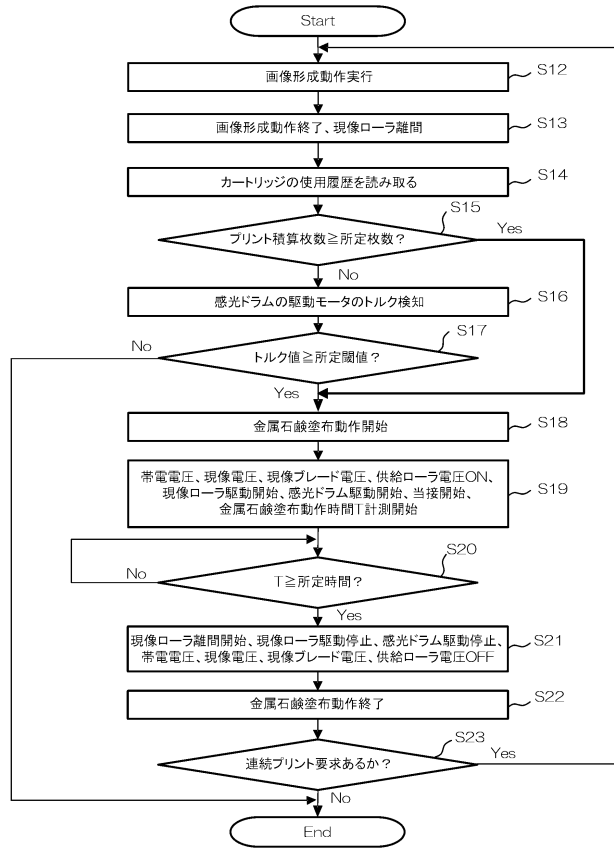 Start
画像形成動作実行
S12
画像形成動作終了、現像ローラ離間
S13
カートリッジの使用履歴を読み取る
S14
S15
プリント積算枚数≧所定枚数？
Yes
No
感光ドラムの駆動モータのトルク検知
S16
S17
No
トルク値≧所定閾値？
Yes
金属石鹸塗布動作開始
S18
帯電電圧、現像電圧、現像ブレード電圧、供給ローラ電圧ON、
現像ローラ駆動開始、感光ドラム駆動開始、当接開始、
金属石鹸塗布動作時間T計測開始
S19
S20
No
T≧所定時間？
Yes
現像ローラ離間開始、現像ローラ駆動停止、感光ドラム駆動停止、
帯電電圧、現像電圧、現像ブレード電圧、供給ローラ電圧OFF
S21
金属石鹸塗布動作終了
S22
S23
連続プリント要求あるか？
Yes
No
End